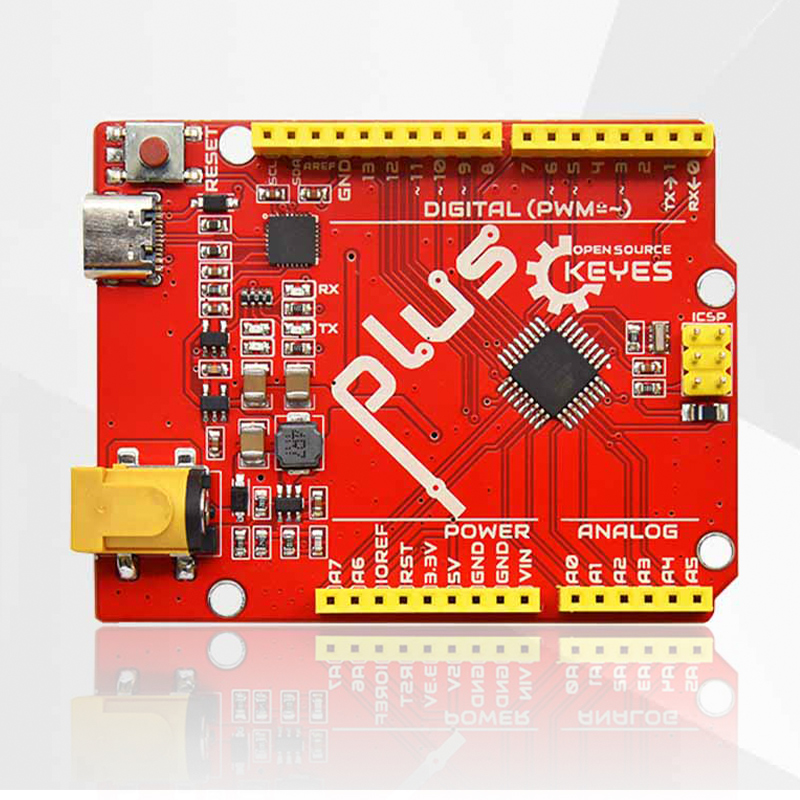 RESET
SCL
SDA
AREF
GND
13
12
~11
~10
~9
8
7
~6
~5
4
~3
2
TX→1
RX←0
DIGITAL (PWM=~)
OPEN SOURCE
KEYES
Plus
RX
TX
ICSP
4R7
POWER
ANALOG
A7
A6
IOREF
RST
3.3V
5V
GND
GND
VIN
A0
A1
A2
A3
A4
A5